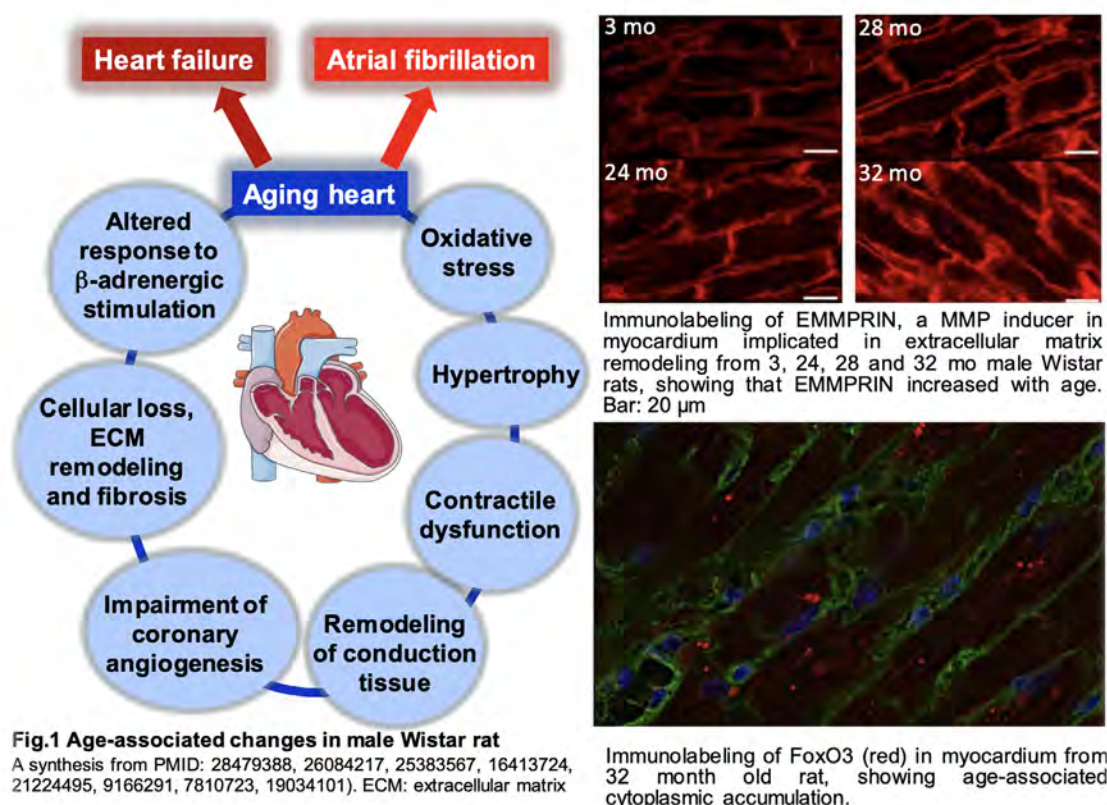 Heart failure
Atrial fibrillation
Aging heart
Altered
response to
β-adrenergic
stimulation
Oxidative
stress
Hypertrophy
Cellular loss,
ECM
remodeling
and fibrosis
Contractile
dysfunction
Impairment of
coronary
angiogenesis
Remodeling
of conduction
tissue
Fig.1 Age-associated changes in male Wistar rat
A synthesis from PMID: 28479388, 26084217, 25383567, 16413724,
21224495, 9166291, 7810723, 19034101). ECM: extracellular matrix
3 mo
28 mo
24 mo
32 mo
Immunolabeling of EMMPRIN, a MMP inducer in
myocardium implicated in extracellular matrix
remodeling from 3, 24, 28 and 32 mo male Wistar
rats, showing that EMMPRIN increased with age.
Bar: 20 µm
Immunolabeling of FoxO3 (red) in myocardium from
32 month old rat, showing age-associated
cytoplasmic accumulation.